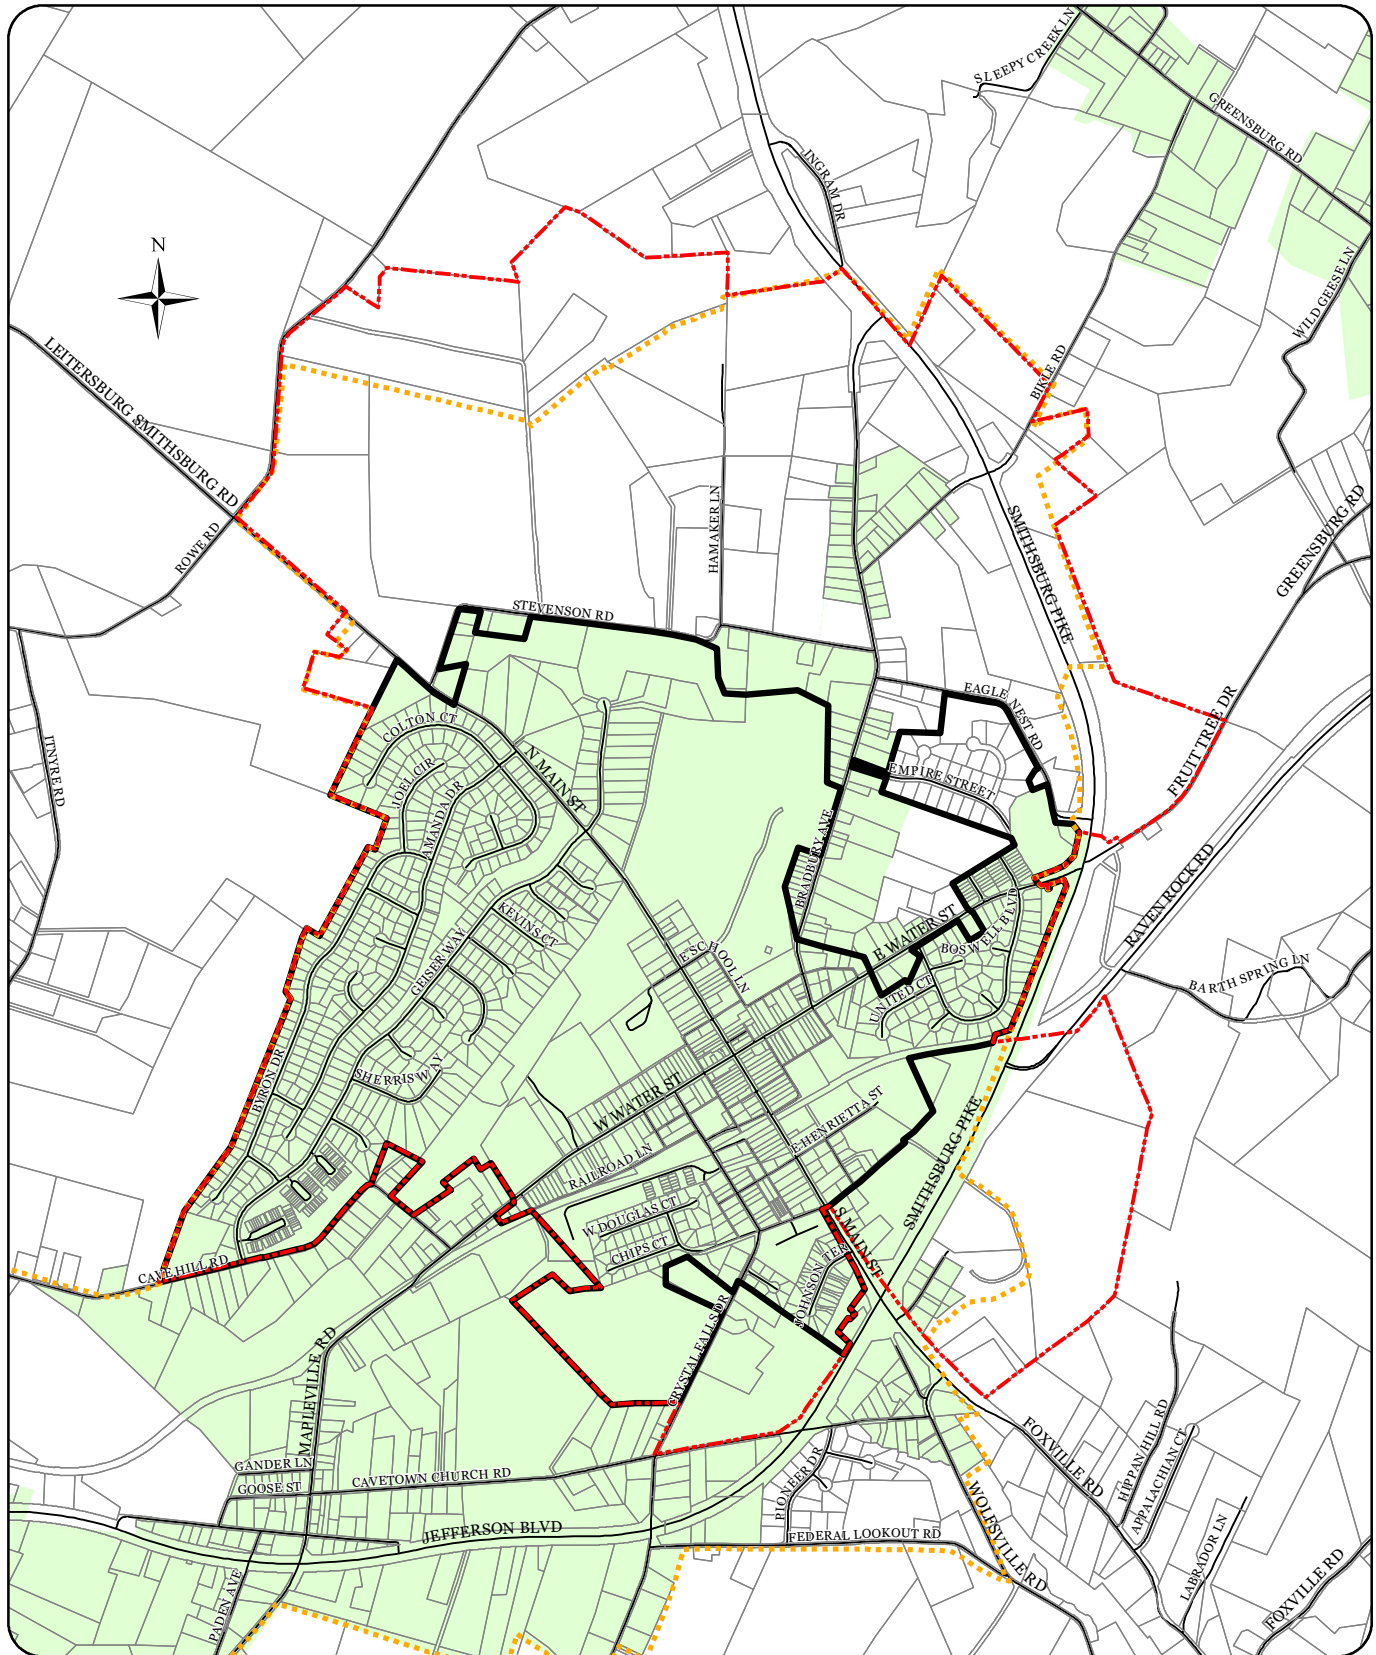 SLEEPY CREEK LN
GREENSBURG RD
INGRAM DR
N
WILD GEESE LN
LEITERSBURG SMITHSBURG RD
BIKLE RD
ROWE RD
HAMAKER LN
SMITHSBURG PIKE
GREENSBURG RD
STEVENSON RD
EAGLE NEST RD
FRUIT TREE DR
COLTON CT
ITNYRE RD
JOEL CIR
N MAIN ST
EMPIRE STREET
AMANDA DR
BRADBURY AVE
RAVEN ROCK RD
KEVINS CT
E WATER ST
BOSWELL BLVD
GEISER WAY
E SCHOOL LN
BARTH SPRING LN
UNITED CT
BYRON DR
SHERRIS WAY
W WATER ST
E HENRIETTA ST
SMITHSBURG PIKE
RAILROAD LN
W DOUGLAS CT
S MAIN ST
CHIPS CT
CAVE HILL RD
JOHNSON TER
CRYSTAL FALLS DR
MAPLEVILLE RD
FOXVILLE RD
HIPPAN HILL RD
APPALACHIAN CT
GANDER LN
GOOSE ST
CAVETOWN CHURCH RD
PIONEER DR
WOLFSVILLE RD
JEFFERSON BLVD
FEDERAL LOOKOUT RD
LABRADOR LN
FOXVILLE RD
PADEN AVE